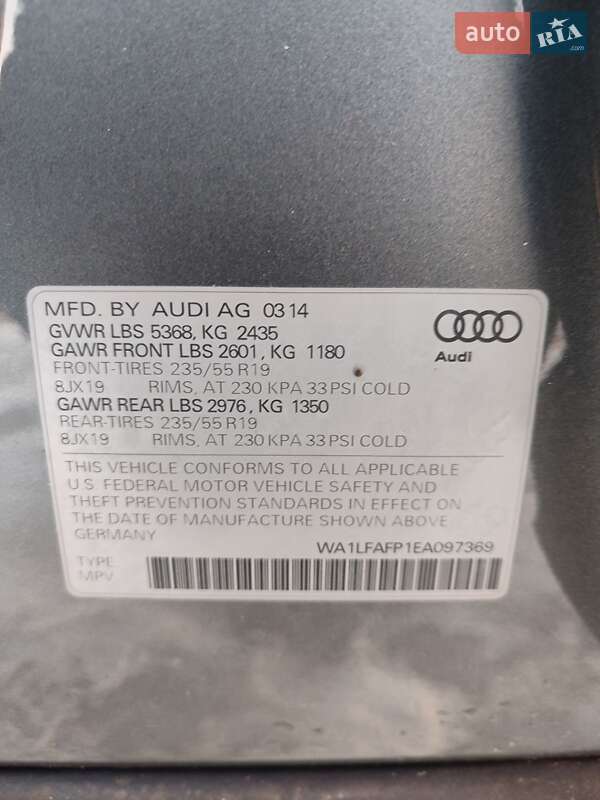 auto RIA .com
MFD. BY AUDI AG 0314
GVWR LBS 5368, KG 2435
GAWR FRONT LBS 2601, KG 1180
FRONT-TIRES 235/55 R19
8JX19 RIMS, AT 230 KPA 33 PSI COLD
GAWR REAR LBS 2976, KG 1350
REAR-TIRES 235/55 R19
8JX19 RIMS, AT 230 KPA 33 PSI COLD
Audi
THIS VEHICLE CONFORMS TO ALL APPLICABLE
U.S FEDERAL MOTOR VEHICLE SAFETY AND
THEFT PREVENTION STANDARDS IN EFFECT ON
THE DATE OF MANUFACTURE SHOWN ABOVE
GERMANY
WA1LFAFP1EA097369
TYPE
MPV